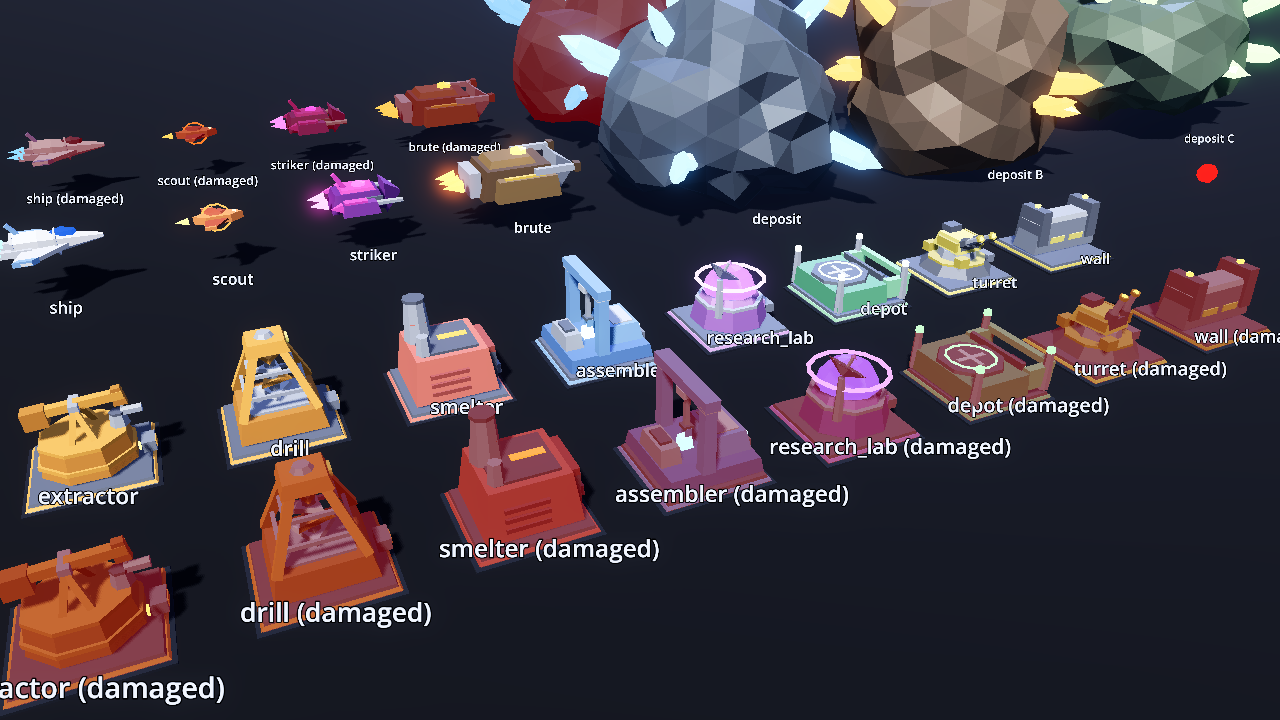 deposit C
brute (damaged)
striker (damaged)
deposit B
scout (damaged)
ship (damaged)
deposit
brute
striker
wall
scout
turret
ship
depot
wall (dama
research_lab
turret (damaged)
assemble
smelter
depot (damaged)
drill
research_lab (damaged)
extractor
assembler (damaged)
smelter (damaged)
drill (damaged)
actor (damaged)